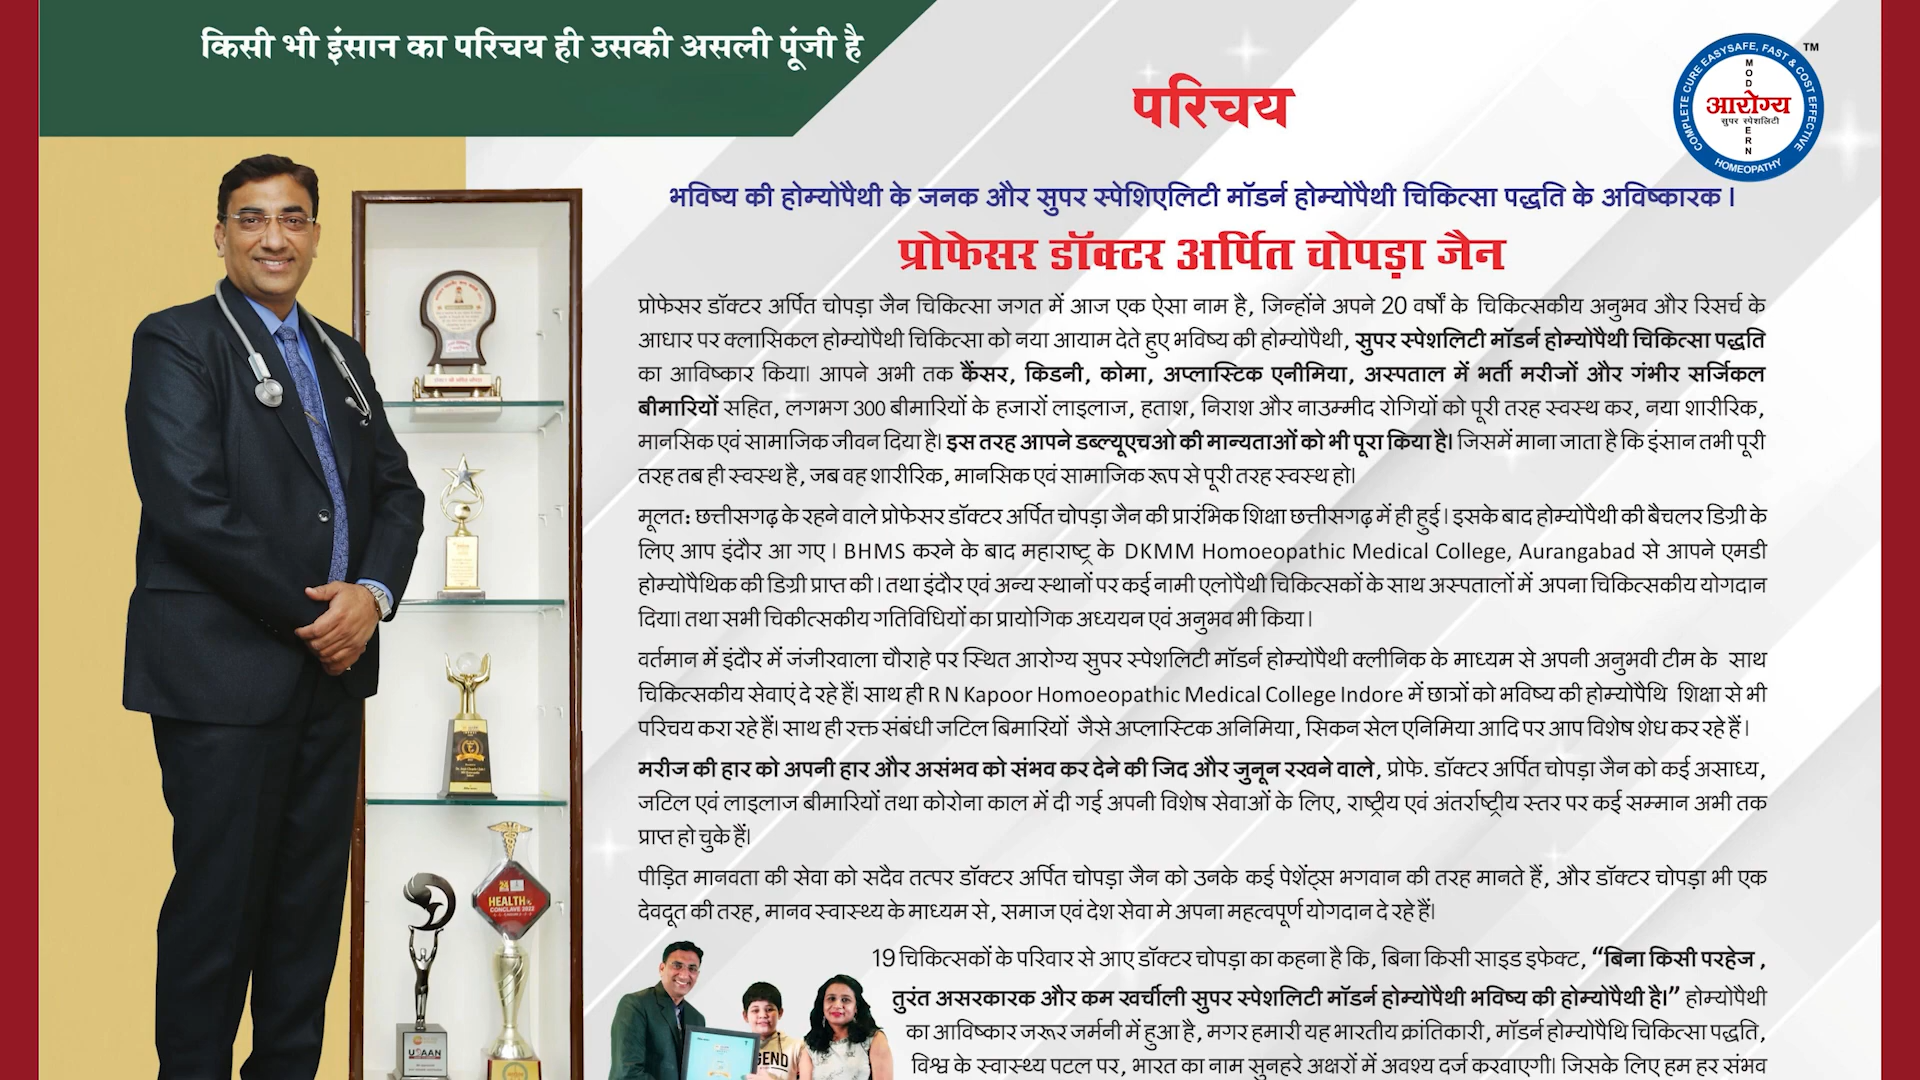 किसी भी इंसान का परिचय ही उसकी असली पूंजी है
परिचय
COMPLETE CURE EASYSAFE, FAST & COST EFFECTIVE
MODERN
आरोग्य
सुपर स्पेशलिटी
HOMEOPATHY
TM
भविष्य की होम्योपैथी के जनक और सुपर स्पेशिएलिटी मॉडर्न होम्योपैथी चिकित्सा पद्धति के अविष्कारक ।
प्रोफेसर डॉक्टर अर्पित चोपड़ा जैन
प्रोफेसर डॉक्टर अर्पित चोपड़ा जैन चिकित्सा जगत में आज एक ऐसा नाम है, जिन्होंने अपने 20 वर्षों के चिकित्सकीय अनुभव और रिसर्च के
आधार पर क्लासिकल होम्योपैथी चिकित्सा को नया आयाम देते हुए भविष्य की होम्योपैथी, सुपर स्पेशलिटी मॉडर्न होम्योपैथी चिकित्सा पद्धति
का आविष्कार किया। आपने अभी तक कैंसर, किडनी, कोमा, अप्लास्टिक एनीमिया, अस्पताल में भर्ती मरीजों और गंभीर सर्जिकल
बीमारियों सहित, लगभग 300 बीमारियों के हजारों लाइलाज, हताश, निराश और नाउम्मीद रोगियों को पूरी तरह स्वस्थ कर, नया शारीरिक,
मानसिक एवं सामाजिक जीवन दिया है। इस तरह आपने डब्ल्यूएचओ की मान्यताओं को भी पूरा किया है। जिसमें माना जाता है कि इंसान तभी पूरी
तरह तब ही स्वस्थ है, जब वह शारीरिक, मानसिक एवं सामाजिक रूप से पूरी तरह स्वस्थ हो।
मूलत: छत्तीसगढ़ के रहने वाले प्रोफेसर डॉक्टर अर्पित चोपड़ा जैन की प्रारंभिक शिक्षा छत्तीसगढ़ में ही हुई । इसके बाद होम्योपैथी की बैचलर डिग्री के
लिए आप इंदौर आ गए । BHMS करने के बाद महाराष्ट्र के DKMM Homoeopathic Medical College, Aurangabad से आपने एमडी
होम्योपैथिक की डिग्री प्राप्त की । तथा इंदौर एवं अन्य स्थानों पर कई नामी एलोपैथी चिकित्सकों के साथ अस्पतालों में अपना चिकित्सकीय योगदान
दिया। तथा सभी चिकीत्सकीय गतिविधियों का प्रायोगिक अध्ययन एवं अनुभव भी किया ।
वर्तमान में इंदौर में जंजीरवाला चौराहे पर स्थित आरोग्य सुपर स्पेशलिटी मॉडर्न होम्योपैथी क्लीनिक के माध्यम से अपनी अनुभवी टीम के साथ
चिकित्सकीय सेवाएं दे रहे हैं। साथ ही R N Kapoor Homoeopathic Medical College Indore में छात्रों को भविष्य की होम्योपैथि शिक्षा से भी
परिचय करा रहे हैं। साथ ही रक्त संबंधी जटिल बिमारियों जैसे अप्लास्टिक अनिमिया, सिकन सेल एनिमिया आदि पर आप विशेष शेध कर रहे हैं ।
मरीज की हार को अपनी हार और असंभव को संभव कर देने की जिद और जुनून रखने वाले, प्रोफे. डॉक्टर अर्पित चोपड़ा जैन को कई असाध्य,
जटिल एवं लाइलाज बीमारियों तथा कोरोना काल में दी गई अपनी विशेष सेवाओं के लिए, राष्ट्रीय एवं अंतर्राष्ट्रीय स्तर पर कई सम्मान अभी तक
प्राप्त हो चुके हैं।
पीड़ित मानवता की सेवा को सदैव तत्पर डॉक्टर अर्पित चोपड़ा जैन को उनके कई पेशेंट्स भगवान की तरह मानते हैं, और डॉक्टर चोपड़ा भी एक
देवदूत की तरह, मानव स्वास्थ्य के माध्यम से, समाज एवं देश सेवा मे अपना महत्वपूर्ण योगदान दे रहे हैं।
19 चिकित्सकों के परिवार से आए डॉक्टर चोपड़ा का कहना है कि, बिना किसी साइड इफेक्ट, “बिना किसी परहेज ,
तुरंत असरकारक और कम खर्चीली सुपर स्पेशलिटी मॉडर्न होम्योपैथी भविष्य की होम्योपैथी है।” होम्योपैथी
का आविष्कार जरूर जर्मनी में हुआ है, मगर हमारी यह भारतीय क्रांतिकारी, मॉडर्न होम्योपैथि चिकित्सा पद्धति,
विश्व के स्वास्थ्य पटल पर, भारत का नाम सुनहरे अक्षरों में अवश्य दर्ज करवाएगी। जिसके लिए हम हर संभव
HEALTH
CONCLAVE 2022
UDAAN
GEND